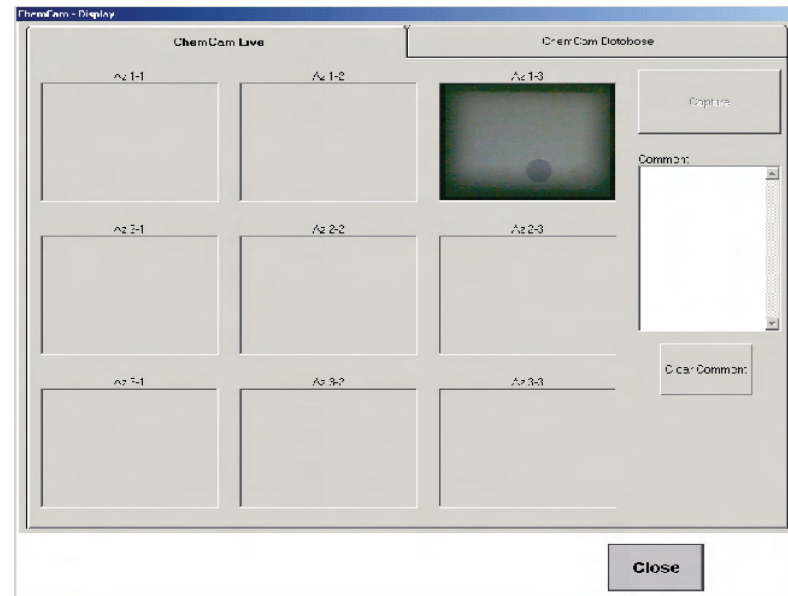 ChemCam - Display
ChemCam Live
ChemCam Database
Az 1-1
Az 1-2
Az 1-3
Capture
Comment
Az 2-1
Az 2-2
Az 2-3
Clear Comment
Az 3-1
Az 3-2
Az 3-3
Close